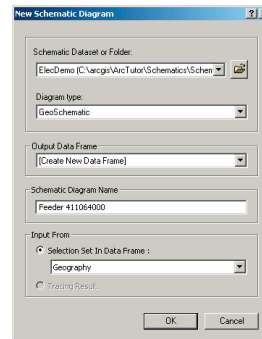 New Schematic Diagram
Schematic Dataset or Folder:
ElecDemo (C:\arcgis\ArcTutor\Schematics\Schem
Diagram type:
GeoSchematic
Output Data Frame
[Create New Data Frame]
Schematic Diagram Name
Feeder 411064000
Input From
Selection Set In Data Frame :
Geography
Tracing Result
OK Cancel